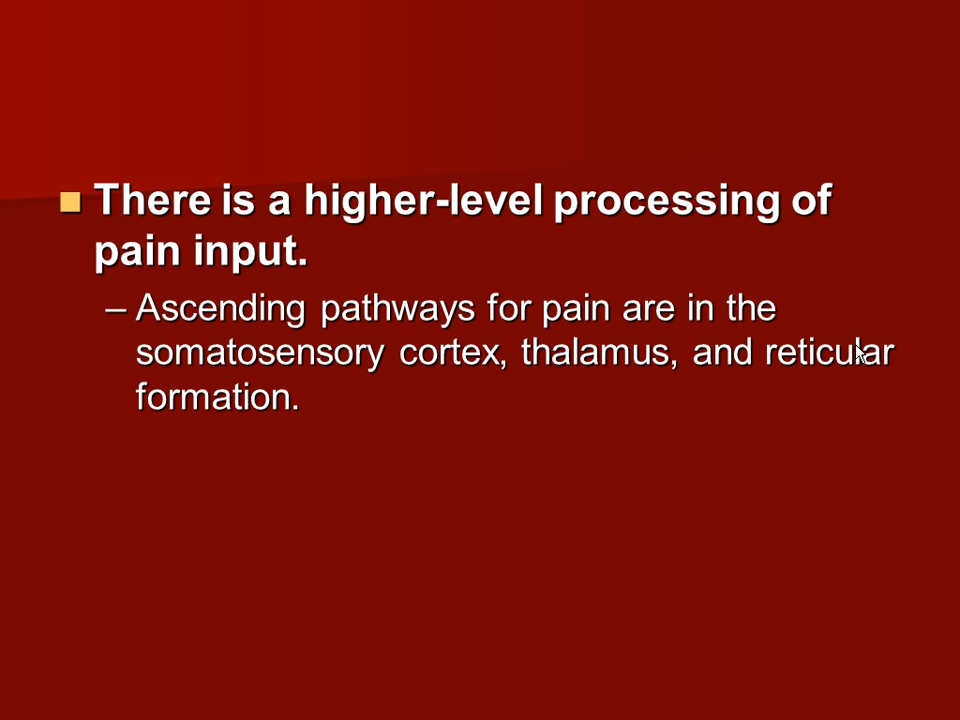 There is a higher-level processing of
pain input.
– Ascending pathways for pain are in the
somatosensory cortex, thalamus, and reticular
formation.